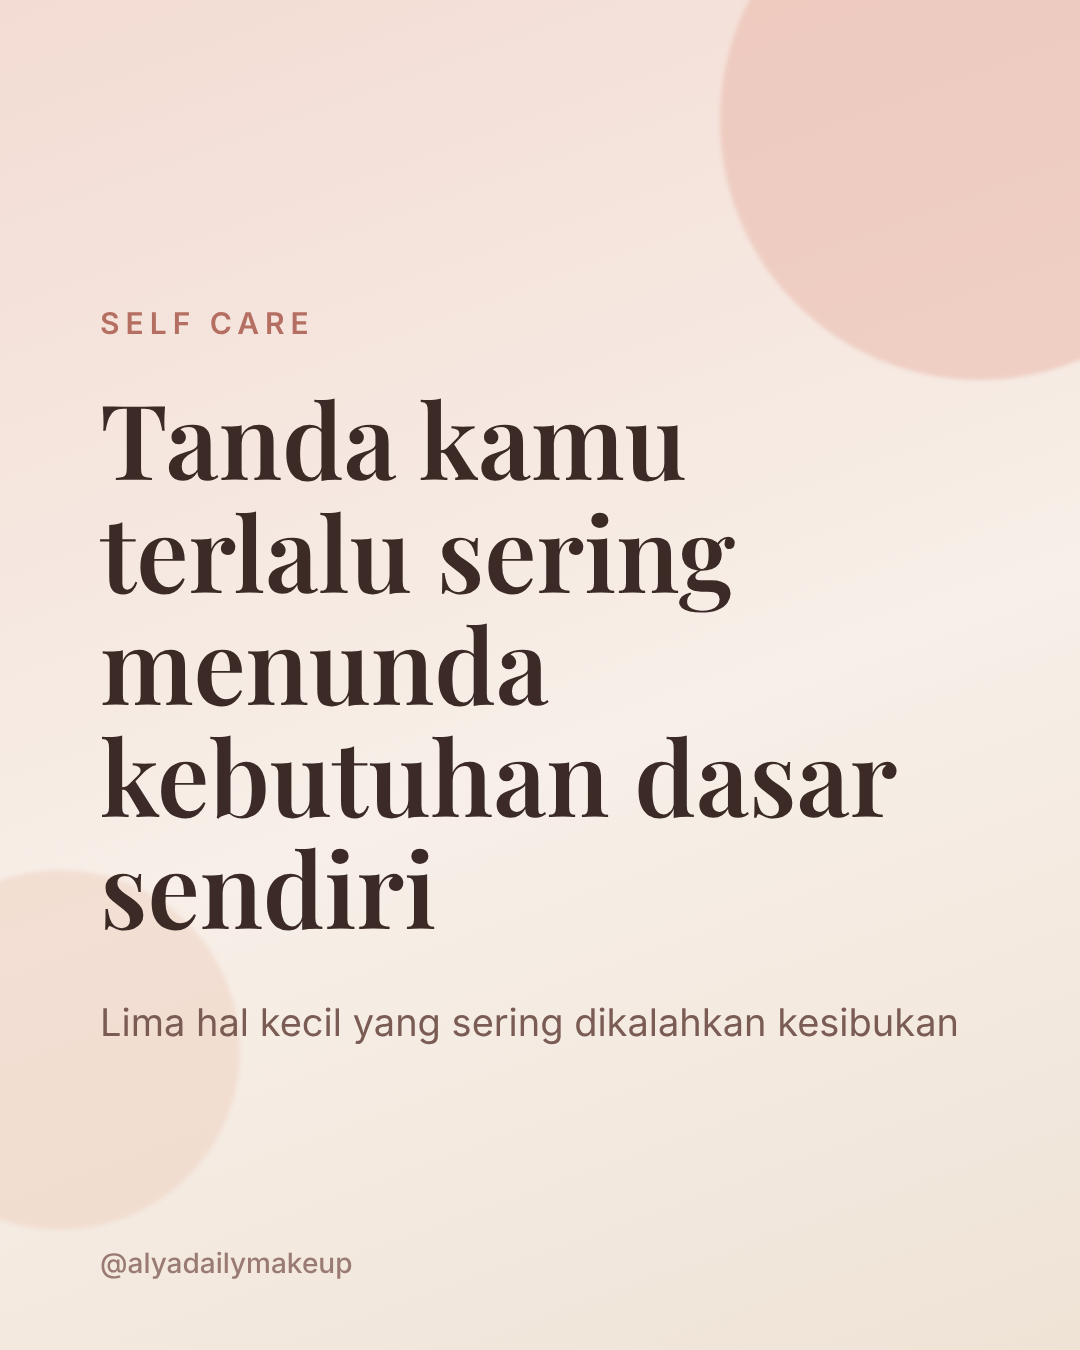 SELF CARE
Tanda kamu
terlalu sering
menunda
kebutuhan dasar
sendiri
Lima hal kecil yang sering dikalahkan kesibukan
@alyadailymakeup